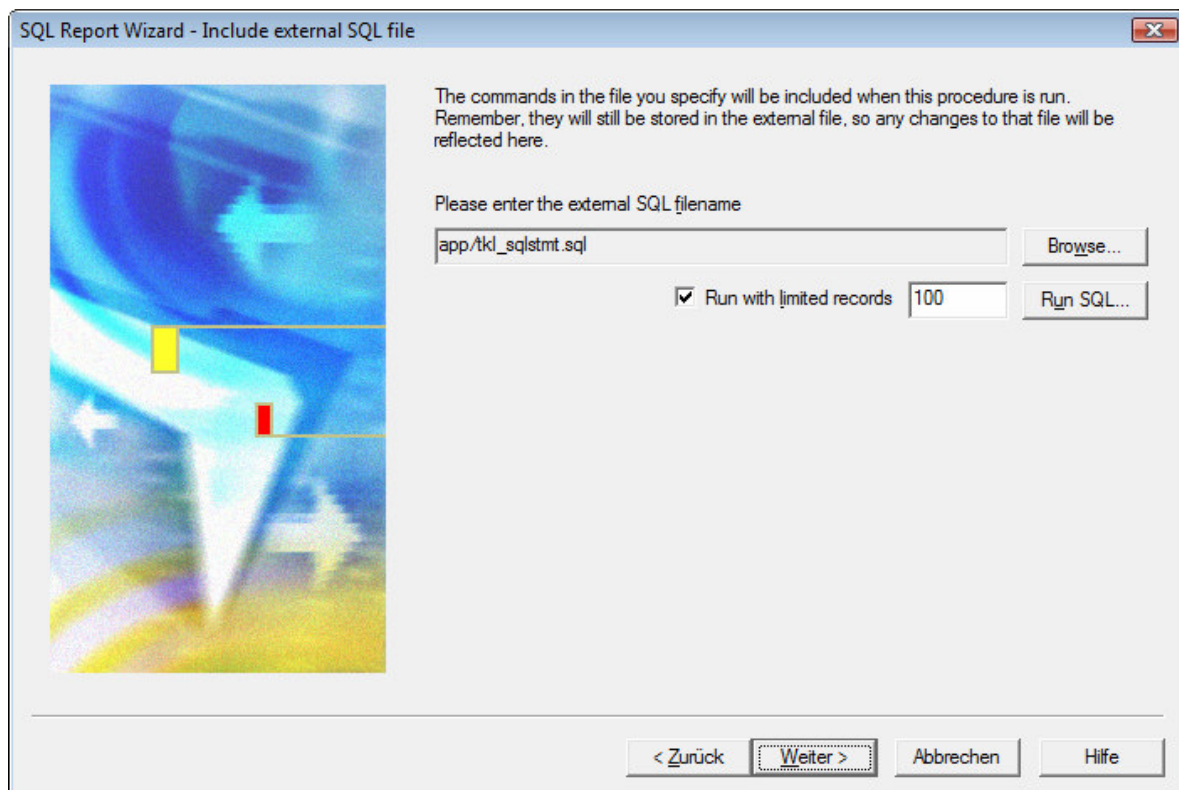 SQL Report Wizard - Include external SQL file
The commands in the file you specify will be included when this procedure is run.
Remember, they will still be stored in the external file, so any changes to that file will be
reflected here.
Please enter the external SQL filename
app/tkl_sqlstmt.sql
Browse...
Run with limited records
100
Run SQL...
< Zurück
Weiter >
Abbrechen
Hilfe